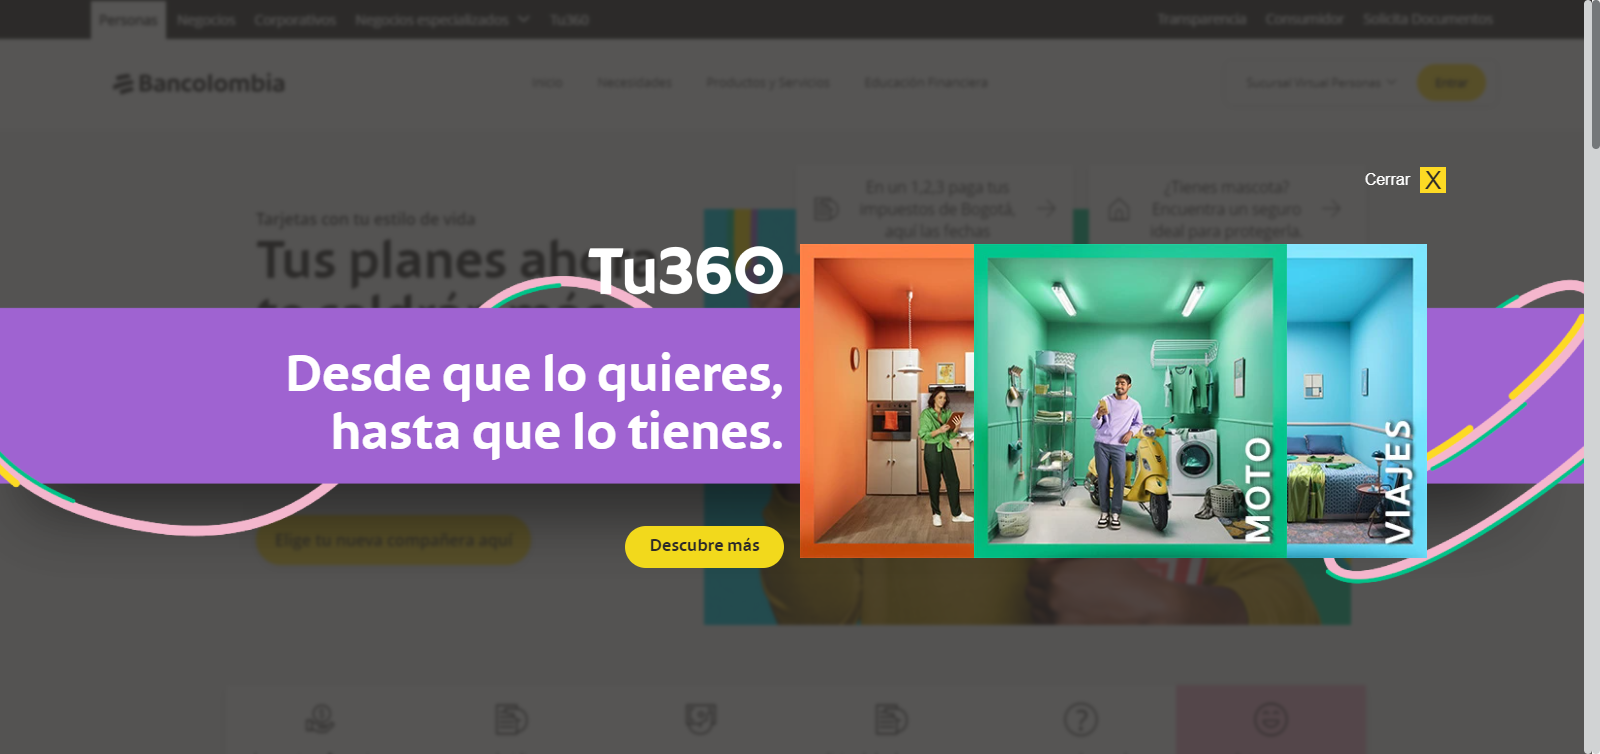 Personas Negocios Corporativos Negocios especializados Tu360 Transparencia Consumidor Solicita Documentos
Bancolombia Inicio Necesidades Productos y Servicios Educación Financiera Sucursal Virtual Personas Entrar
Cerrar X
En un 1,2,3 paga tus
impuestos de Bogotá,
aquí las fechas
¿Tienes mascota?
Encuentra un seguro
ideal para protegerla.
Tarjetas con tu estilo de vida
Tus planes
Tu360
Desde que lo quieres,
hasta que lo tienes.
MOTO
VIAJES
Elige tu nueva compañera aquí
Descubre más